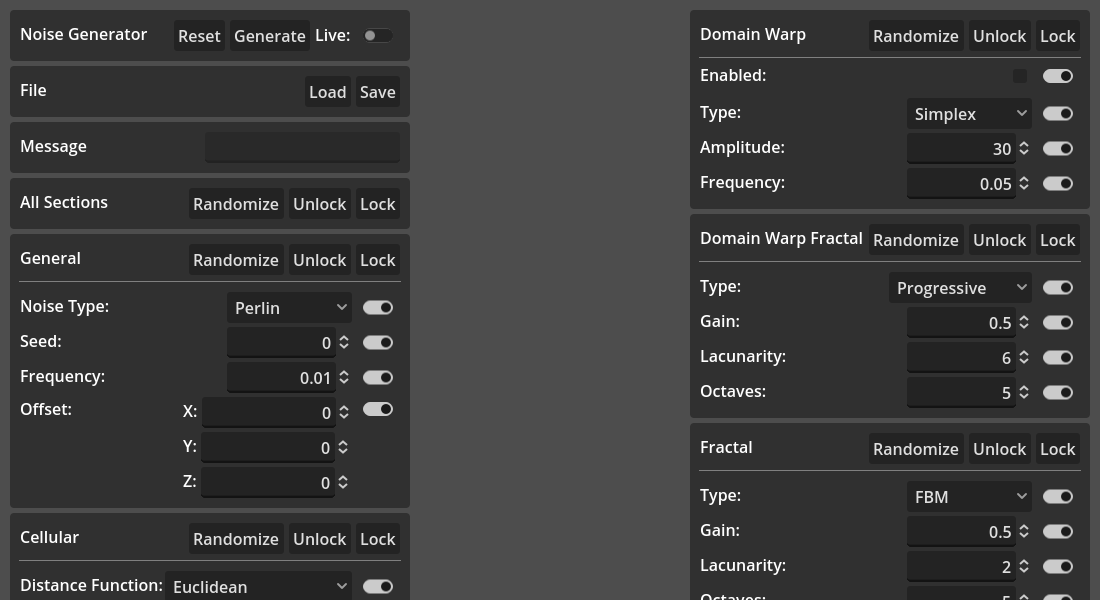 Noise Generator Reset Generate Live:
File Load Save
Message
All Sections Randomize Unlock Lock
General Randomize Unlock Lock
Noise Type: Perlin
Seed: 0
Frequency: 0.01
Offset: X: 0
Y: 0
Z: 0
Cellular Randomize Unlock Lock
Distance Function: Euclidean
Domain Warp Randomize Unlock Lock
Enabled:
Type: Simplex
Amplitude: 30
Frequency: 0.05
Domain Warp Fractal Randomize Unlock Lock
Type: Progressive
Gain: 0.5
Lacunarity: 6
Octaves: 5
Fractal Randomize Unlock Lock
Type: FBM
Gain: 0.5
Lacunarity: 2
Octaves: 5